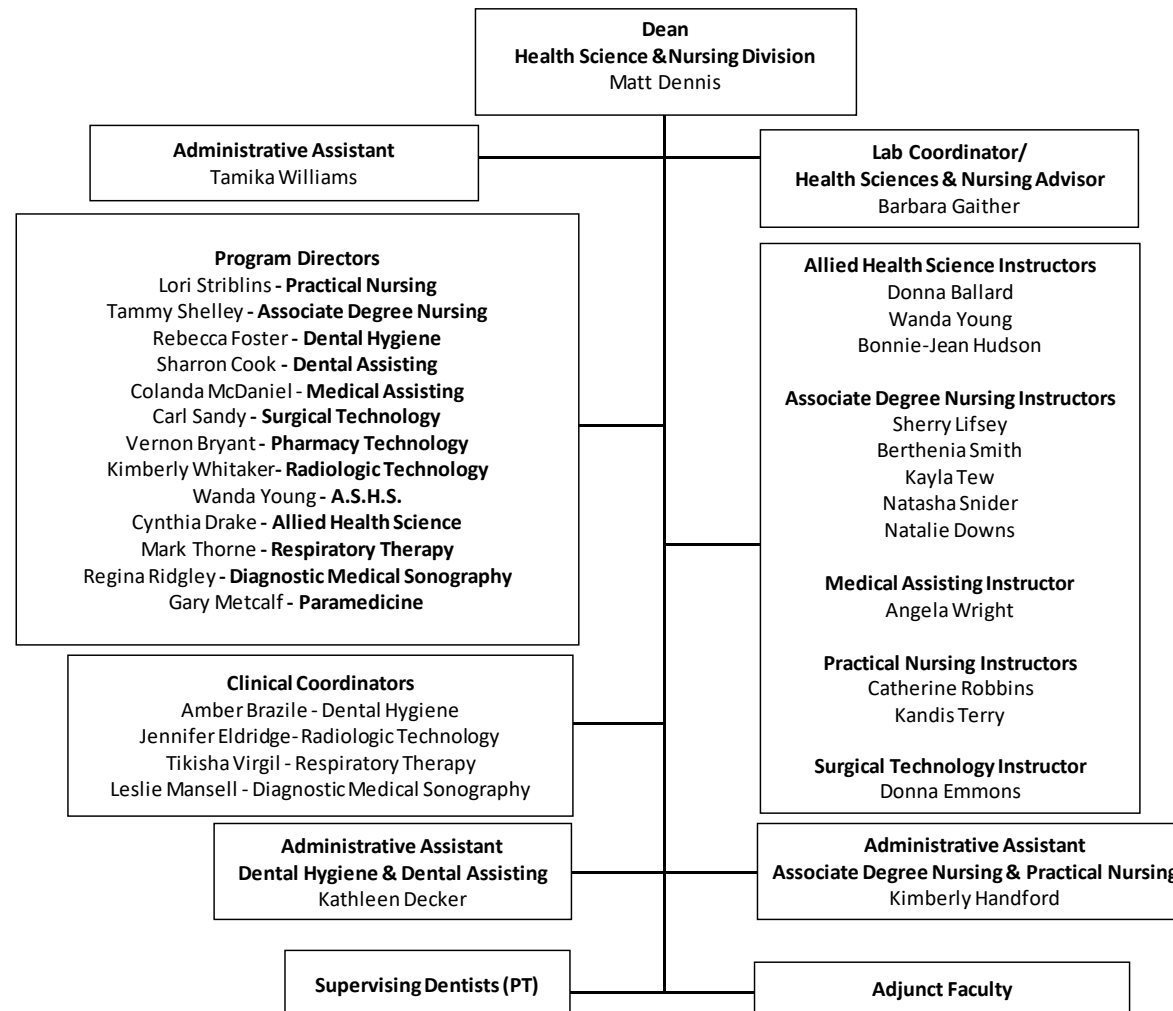 Dean
Health Science & Nursing Division
Matt Dennis
Administrative Assistant
Tamika Williams
Lab Coordinator/
Health Sciences & Nursing Advisor
Barbara Gaither
Program Directors
Lori Striblins - Practical Nursing
Tammy Shelley - Associate Degree Nursing
Rebecca Foster - Dental Hygiene
Sharron Cook - Dental Assisting
Colanda McDaniel - Medical Assisting
Carl Sandy - Surgical Technology
Vernon Bryant - Pharmacy Technology
Kimberly Whitaker- Radiologic Technology
Wanda Young - A.S.H.S.
Cynthia Drake - Allied Health Science
Mark Thorne - Respiratory Therapy
Regina Ridgley - Diagnostic Medical Sonography
Gary Metcalf - Paramedicine
Allied Health Science Instructors
Donna Ballard
Wanda Young
Bonnie-Jean Hudson
Associate Degree Nursing Instructors
Sherry Lifsey
Berthenia Smith
Kayla Tew
Natasha Snider
Natalie Downs
Medical Assisting Instructor
Angela Wright
Practical Nursing Instructors
Catherine Robbins
Kandis Terry
Surgical Technology Instructor
Donna Emmons
Clinical Coordinators
Amber Brazile - Dental Hygiene
Jennifer Eldridge- Radiologic Technology
Tikisha Virgil - Respiratory Therapy
Leslie Mansell - Diagnostic Medical Sonography
Administrative Assistant
Dental Hygiene & Dental Assisting
Kathleen Decker
Administrative Assistant
Associate Degree Nursing & Practical Nursing
Kimberly Handford
Supervising Dentists (PT)
Adjunct Faculty